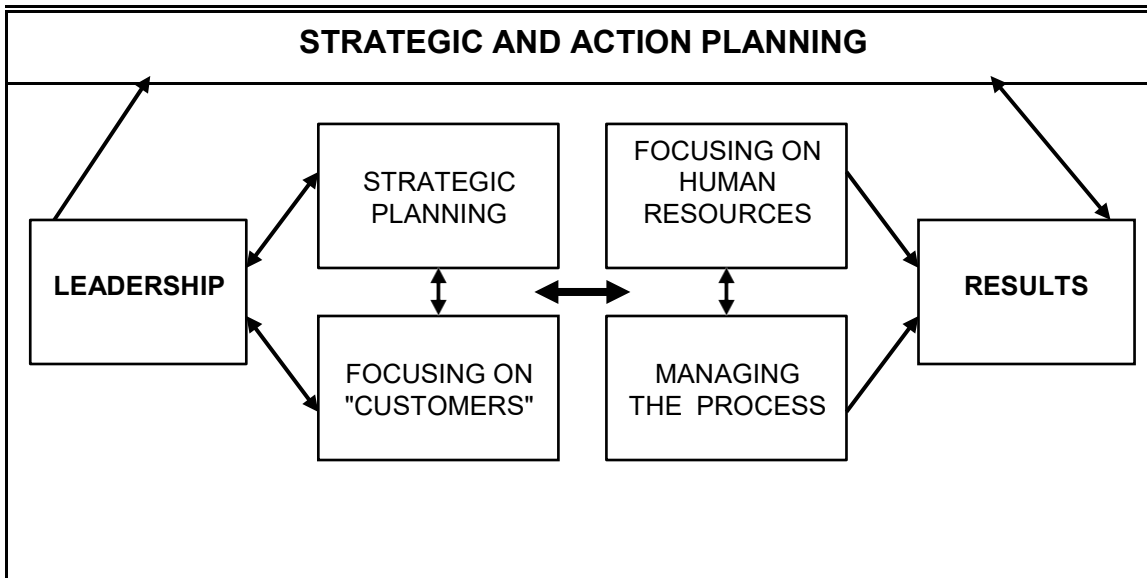 STRATEGIC AND ACTION PLANNING
STRATEGIC
PLANNING
FOCUSING ON
HUMAN
RESOURCES
LEADERSHIP
RESULTS
FOCUSING ON
"CUSTOMERS"
MANAGING
THE PROCESS